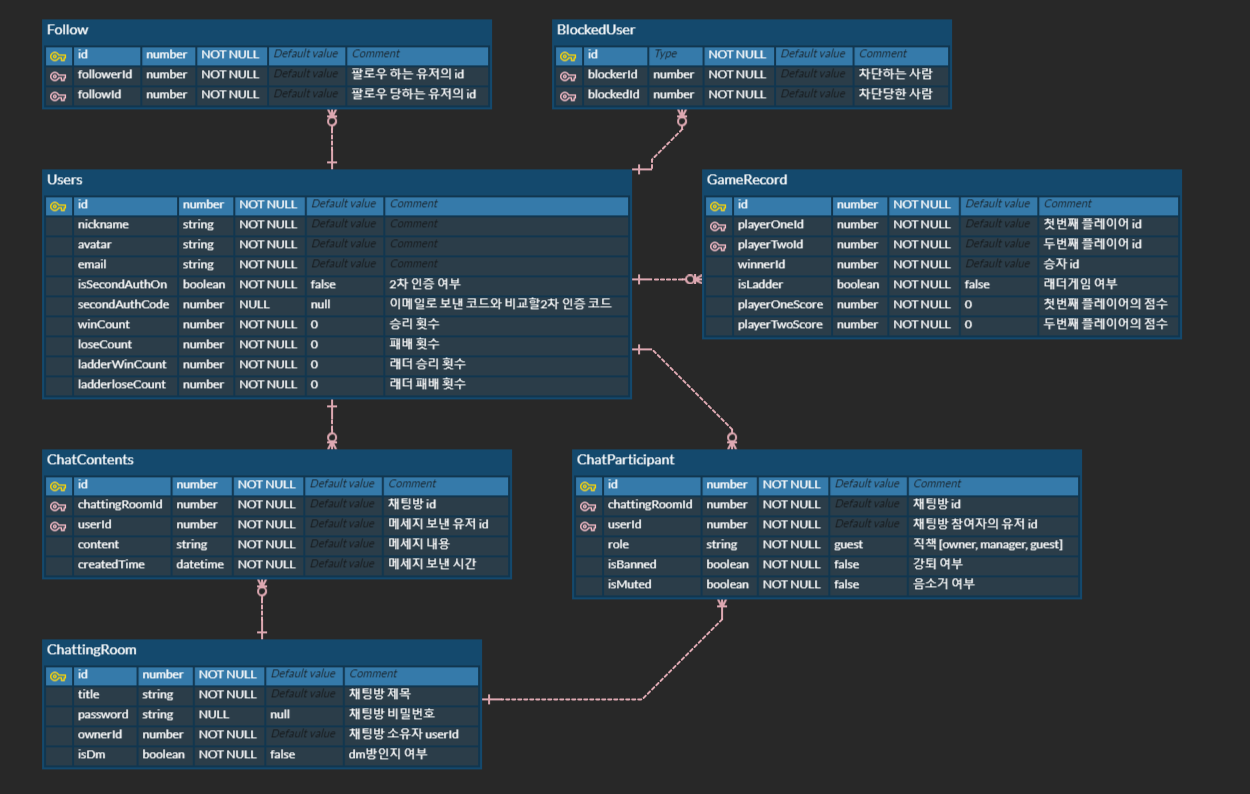 Follow
id number NOT NULL Default value Comment
followerId number NOT NULL Default value 팔로우 하는 유저의 id
followId number NOT NULL Default value 팔로우 당하는 유저의 id
BlockedUser
id Type NOT NULL Default value Comment
blockerId number NOT NULL Default value 차단하는 사람
blockedId number NOT NULL Default value 차단당한 사람
Users
id number NOT NULL Default value Comment
nickname string NOT NULL Default value Comment
avatar string NOT NULL Default value Comment
email string NOT NULL Default value Comment
isSecondAuthOn boolean NOT NULL false 2차 인증 여부
secondAuthCode number NULL null 이메일로 보낸 코드와 비교할2차 인증 코드
winCount number NOT NULL 0 승리 횟수
loseCount number NOT NULL 0 패배 횟수
ladderWinCount number NOT NULL 0 래더 승리 횟수
ladderloseCount number NOT NULL 0 래더 패배 횟수
GameRecord
id number NOT NULL Default value Comment
playerOneId number NOT NULL Default value 첫번째 플레이어 id
playerTwoId number NOT NULL Default value 두번째 플레이어 id
winnerId number NOT NULL Default value 승자 id
isLadder boolean NOT NULL false 래더게임 여부
playerOneScore number NOT NULL 0 첫번째 플레이어의 점수
playerTwoScore number NOT NULL 0 두번째 플레이어의 점수
ChatContents
id number NOT NULL Default value Comment
chattingRoomId number NOT NULL Default value 채팅방 id
userId number NOT NULL Default value 메세지 보낸 유저 id
content string NOT NULL Default value 메세지 내용
createdTime datetime NOT NULL Default value 메세지 보낸 시간
ChatParticipant
id number NOT NULL Default value Comment
chattingRoomId number NOT NULL Default value 채팅방 id
userId number NOT NULL Default value 채팅방 참여자의 유저 id
role string NOT NULL guest 직책 [owner, manager, guest]
isBanned boolean NOT NULL false 강퇴 여부
isMuted boolean NOT NULL false 음소거 여부
ChattingRoom
id number NOT NULL Default value Comment
title string NOT NULL Default value 채팅방 제목
password string NULL null 채팅방 비밀번호
ownerId number NOT NULL Default value 채팅방 소유자 userId
isDm boolean NOT NULL false dm방인지 여부